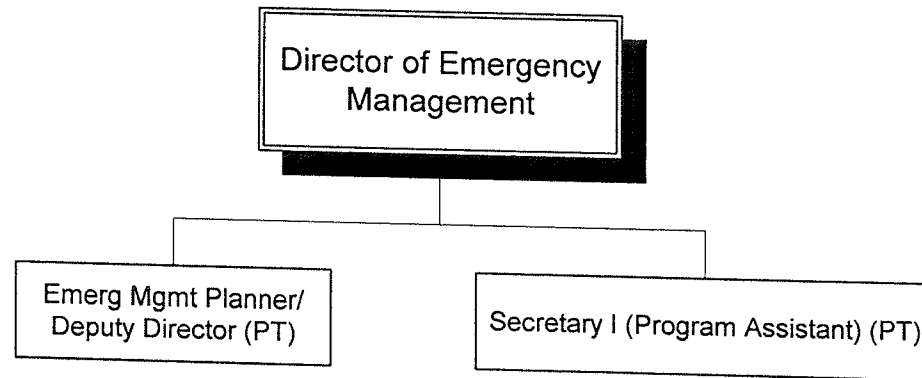 Director of Emergency
Management
Emerg Mgmt Planner/
Deputy Director (PT)
Secretary I (Program Assistant) (PT)